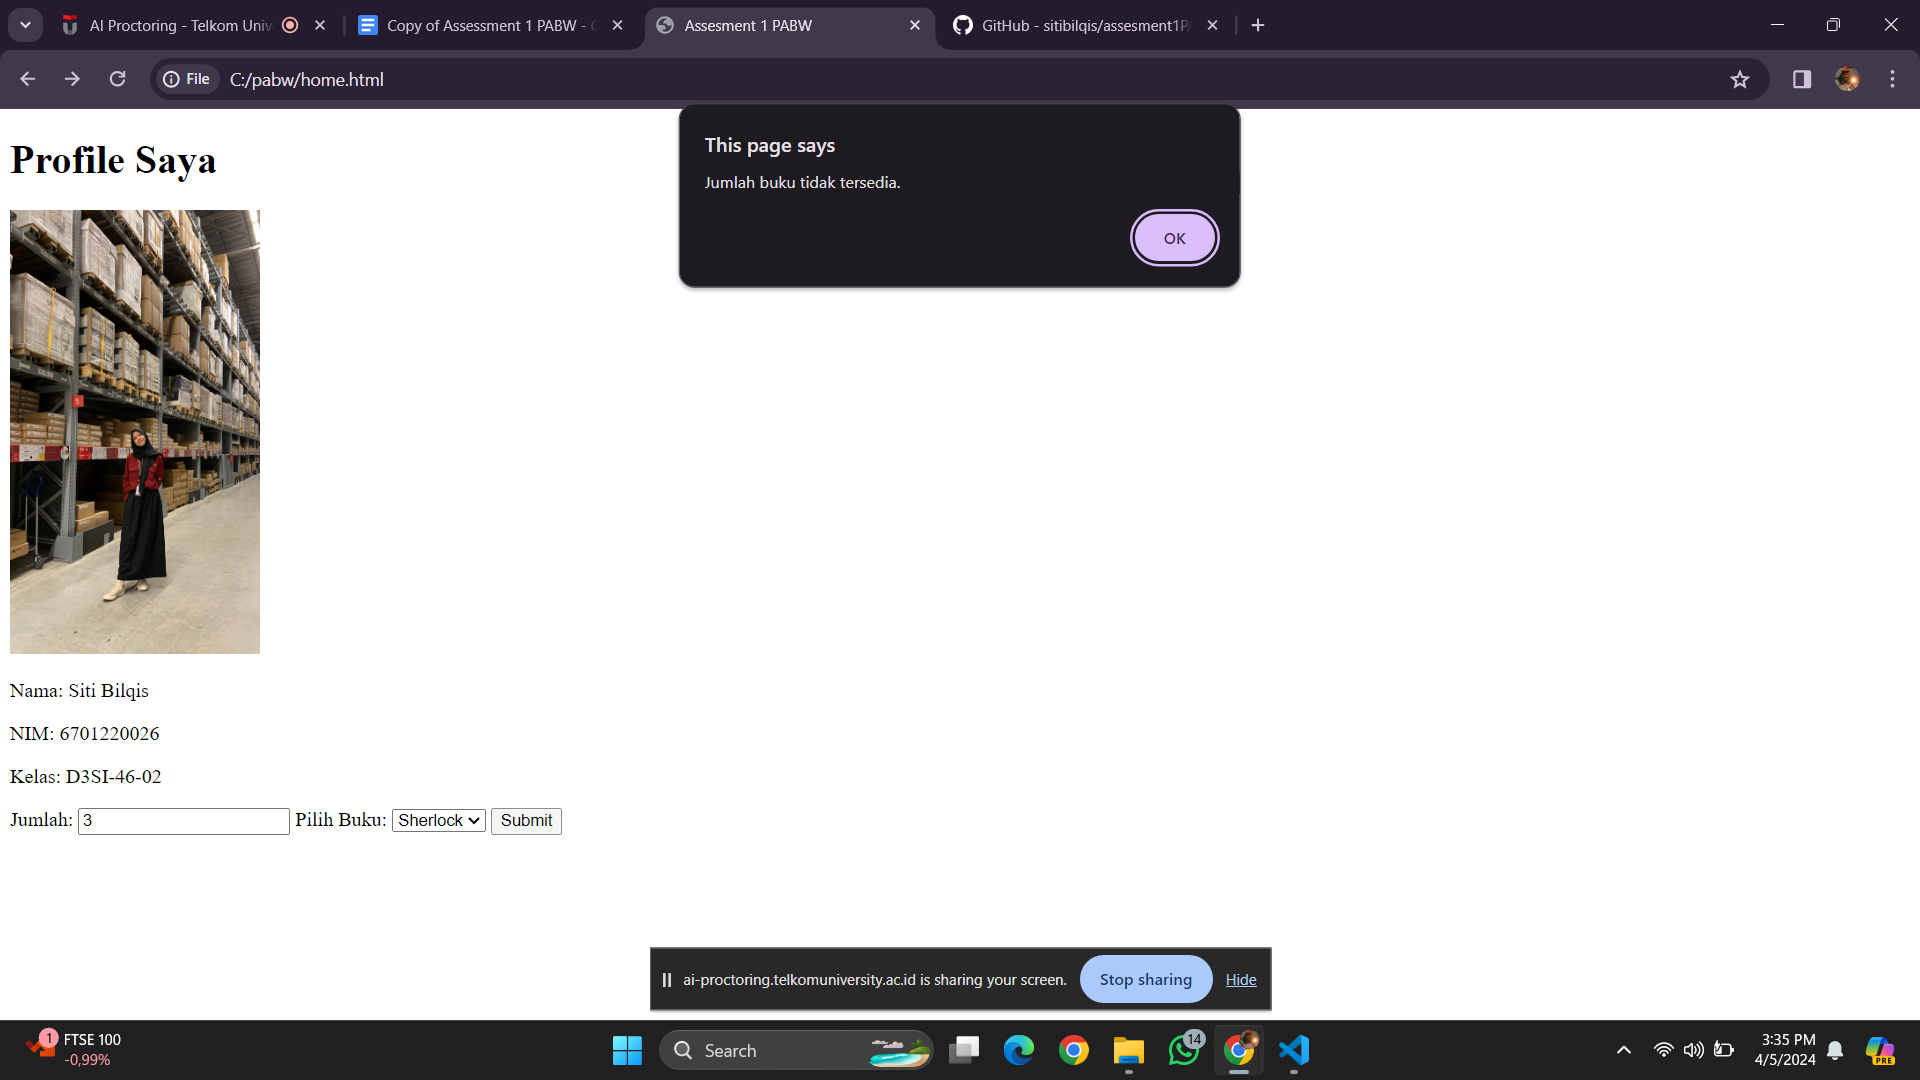 AI Proctoring - Telkom Univ
Copy of Assessment 1 PABW - G
Assesment 1 PABW
GitHub - sitibilqis/assesment1PA
File
C:/pabw/home.html
This page says
Jumlah buku tidak tersedia.
OK
Profile Saya
Nama: Siti Bilqis
NIM: 6701220026
Kelas: D3SI-46-02
Jumlah: 3 Pilih Buku: Sherlock Submit
ai-proctoring.telkomuniversity.ac.id is sharing your screen. Stop sharing Hide
1
FTSE 100
-0,99%
Search
14
3:35 PM
4/5/2024
PRE